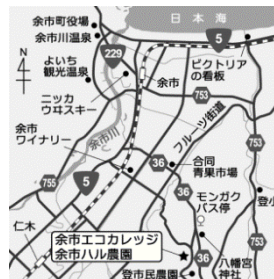 日本海
余市町役場
余市川温泉
229
5
N
よいち
観光温泉
ビクトリア
の看板
余市
ニッカ
ウヰスキー
753
753
フルーツ街道
余市
ワイナリー
余市川
36
合同
青果市場
755
5
36
モンガク
バス停
753
仁木
登小
余市エコカレッジ
余市ハル農園
36
八幡宮
神社
登市民農園